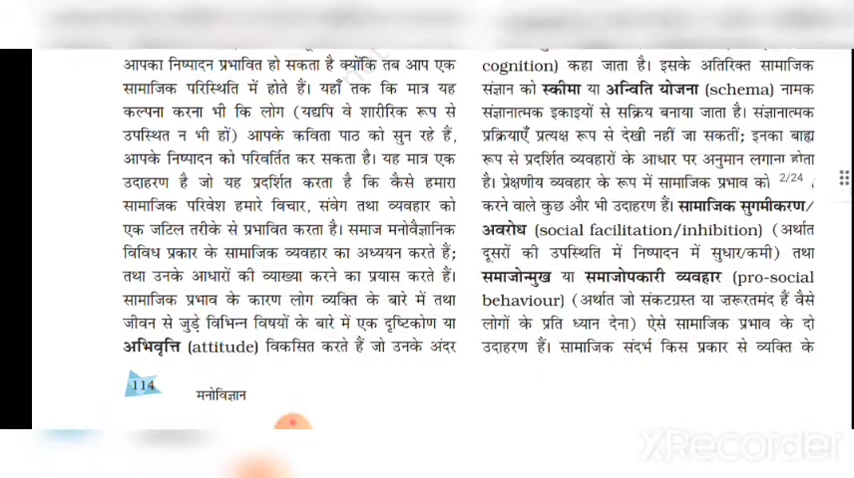 आपका निष्पादन प्रभावित हो सकता है क्योंकि तब आप एक
सामाजिक परिस्थिति में होते हैं। यहाँ तक कि मात्र यह
कल्पना करना भी कि लोग (यद्यपि वे शारीरिक रूप से
उपस्थित न भी हों) आपके कविता पाठ को सुन रहे हैं,
आपके निष्पादन को परिवर्तित कर सकता है। यह मात्र एक
उदाहरण है जो यह प्रदर्शित करता है कि कैसे हमारा
सामाजिक परिवेश हमारे विचार, संवेग तथा व्यवहार को
एक जटिल तरीके से प्रभावित करता है। समाज मनोवैज्ञानिक
विविध प्रकार के सामाजिक व्यवहार का अध्ययन करते हैं;
तथा उनके आधारों की व्याख्या करने का प्रयास करते हैं।
सामाजिक प्रभाव के कारण लोग व्यक्ति के बारे में तथा
जीवन से जुड़े विभिन्न विषयों के बारे में एक दृष्टिकोण या
अभिवृत्ति (attitude) विकसित करते हैं जो उनके अंदर
cognition) कहा जाता है। इसके अतिरिक्त सामाजिक
संज्ञान को स्कीमा या अन्विति योजना (schema) नामक
संज्ञानात्मक इकाइयों से सक्रिय बनाया जाता है। संज्ञानात्मक
प्रक्रियाएँ प्रत्यक्ष रूप से देखी नहीं जा सकतीं; इनका बाह्य
रूप से प्रदर्शित व्यवहारों के आधार पर अनुमान लगाना होता
है। प्रेक्षणीय व्यवहार के रूप में सामाजिक प्रभाव को 2/24
करने वाले कुछ और भी उदाहरण हैं। सामाजिक सुगमीकरण/
अवरोध (social facilitation/inhibition) (अर्थात
दूसरों की उपस्थिति में निष्पादन में सुधार/कमी) तथा
समाजोन्मुख या समाजोपकारी व्यवहार (pro-social
behaviour) (अर्थात जो संकटग्रस्त या ज़रूरतमंद हैं वैसे
लोगों के प्रति ध्यान देना) ऐसे सामाजिक प्रभाव के दो
उदाहरण हैं। सामाजिक संदर्भ किस प्रकार से व्यक्ति के
114
मनोविज्ञान
XRecorder